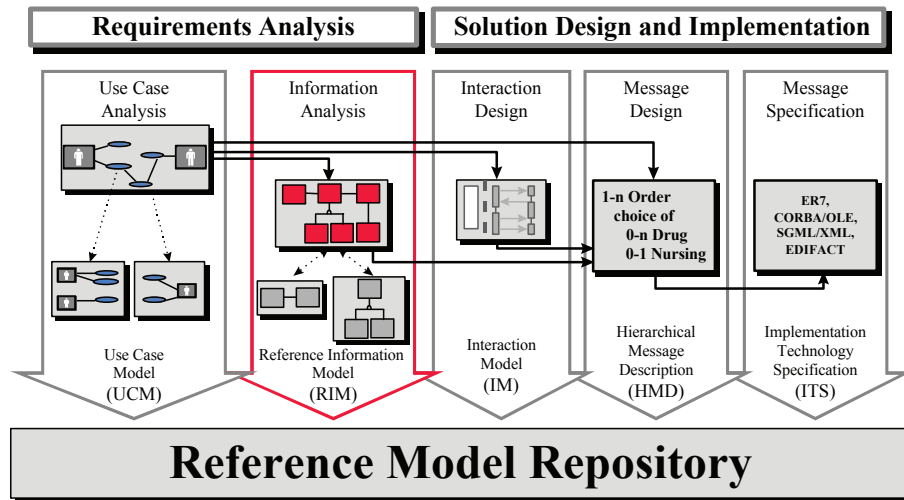 Requirements Analysis
Solution Design and Implementation
Use Case
Analysis
Information
Analysis
Interaction
Design
Message
Design
Message
Specification
1-n Order
choice of
0-n Drug
0-1 Nursing
ER7,
CORBA/OLE,
SGML/XML,
EDIFACT
Use Case
Model
(UCM)
Reference Information
Model
(RIM)
Interaction
Model
(IM)
Hierarchical
Message
Description
(HMD)
Implementation
Technology
Specification
(ITS)
Reference Model Repository